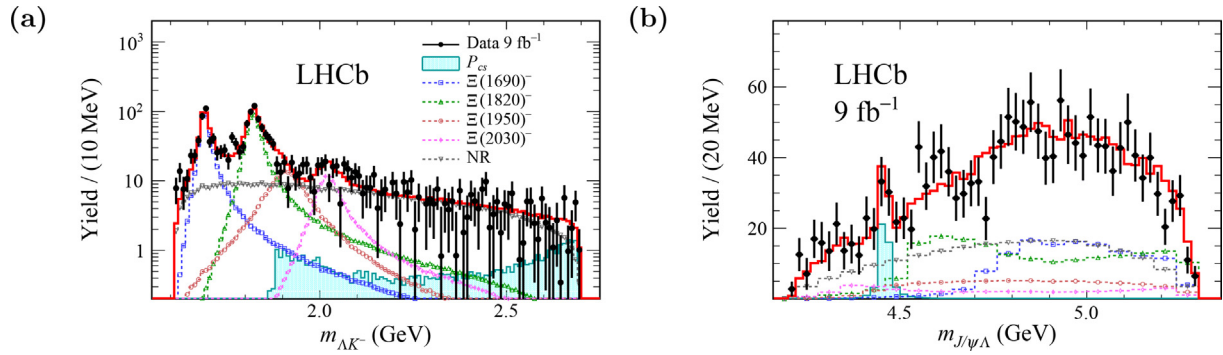 (a)
10³
10²
10
1
Yield / (10 MeV)
LHCb
Data 9 fb⁻¹
P_cs
Ξ(1690)⁻
Ξ(1820)⁻
Ξ(1950)⁻
Ξ(2030)⁻
NR
2.0
2.5
m_ΛK⁻ (GeV)
(b)
60
40
20
Yield / (20 MeV)
LHCb
9 fb⁻¹
4.5
5.0
m_J/ψΛ (GeV)